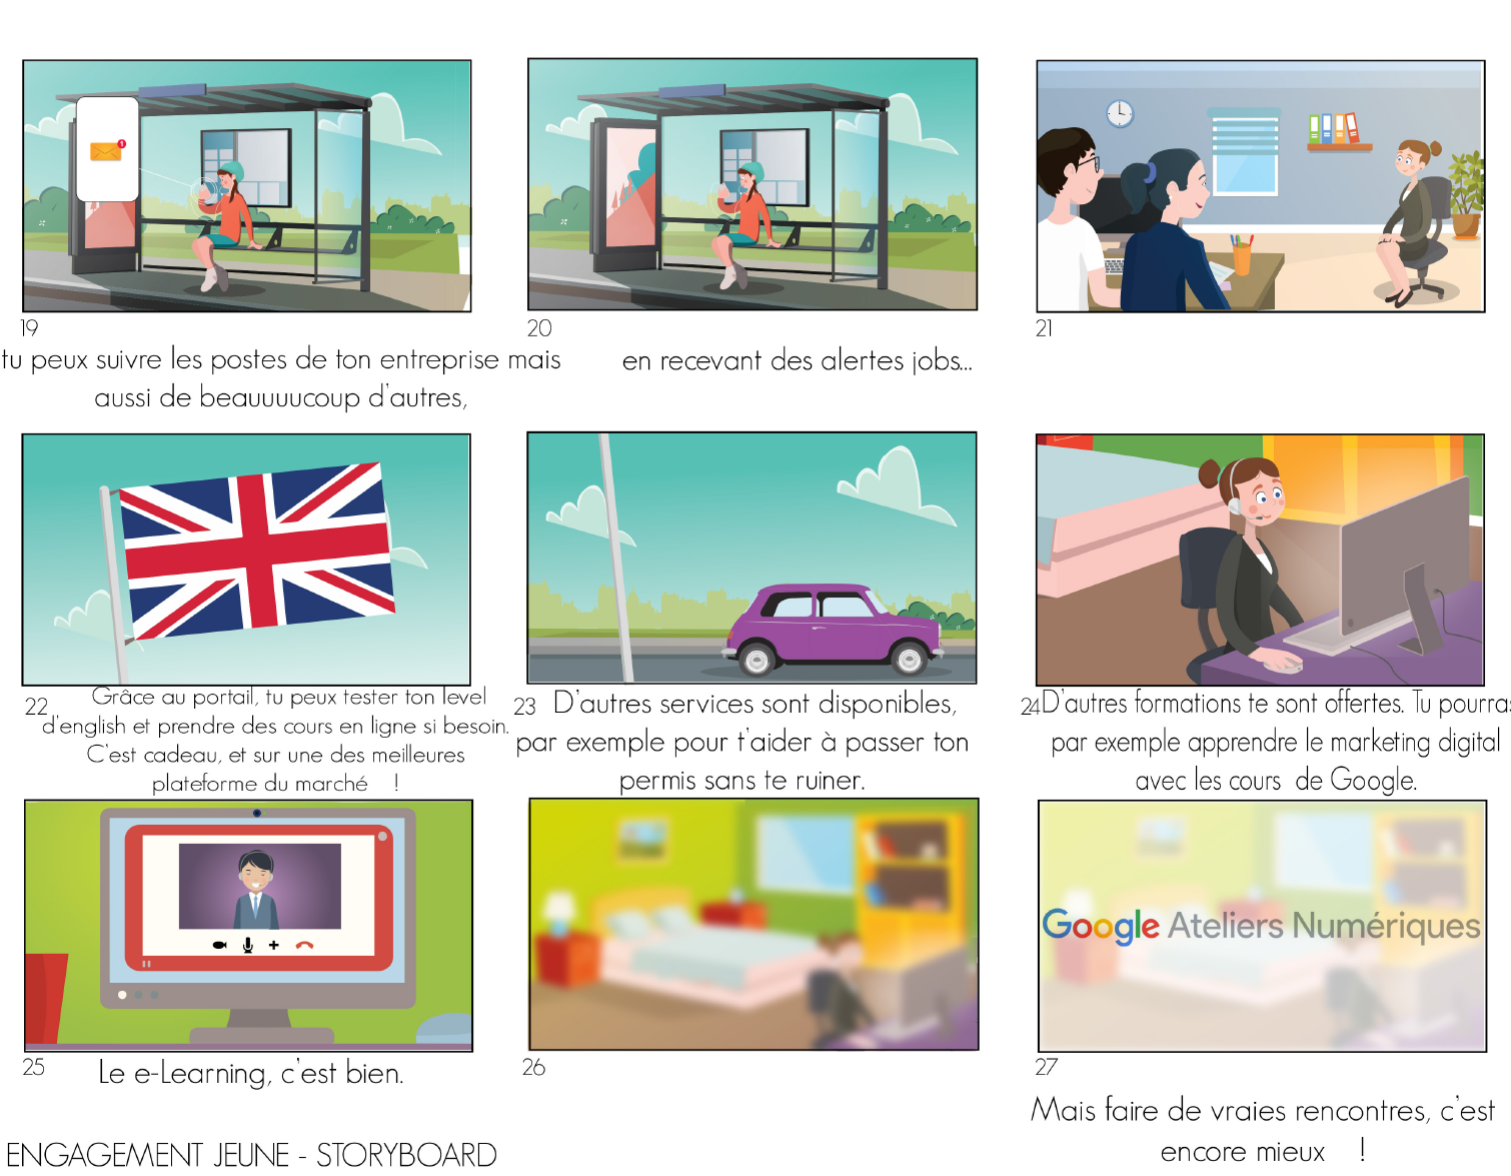 1
19
tu peux suivre les postes de ton entreprise mais
aussi de beauuuucoup d'autres,
20
en recevant des alertes jobs...
21
22
Grâce au portail, tu peux tester ton level
d'english et prendre des cours en ligne si besoin.
C'est cadeau, et sur une des meilleures
plateforme du marché !
23
D'autres services sont disponibles,
par exemple pour t'aider à passer ton
permis sans te ruiner.
24
D'autres formations te sont offertes. Tu pourras
par exemple apprendre le marketing digital
avec les cours de Google.
25
Le e-Learning, c'est bien.
26
Google Ateliers Numériques
27
Mais faire de vraies rencontres, c'est
encore mieux !
ENGAGEMENT JEUNE - STORYBOARD